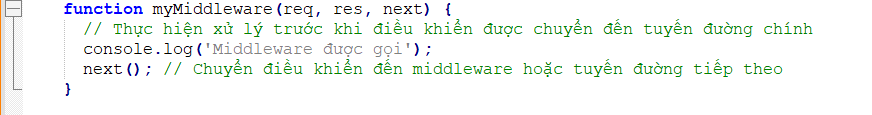 function myMiddleware(req, res, next) {
  // Thực hiện xử lý trước khi điều khiển được chuyển đến tuyến đường chính
  console.log('Middleware được gọi');
  next(); // Chuyển điều khiển đến middleware hoặc tuyến đường tiếp theo
}